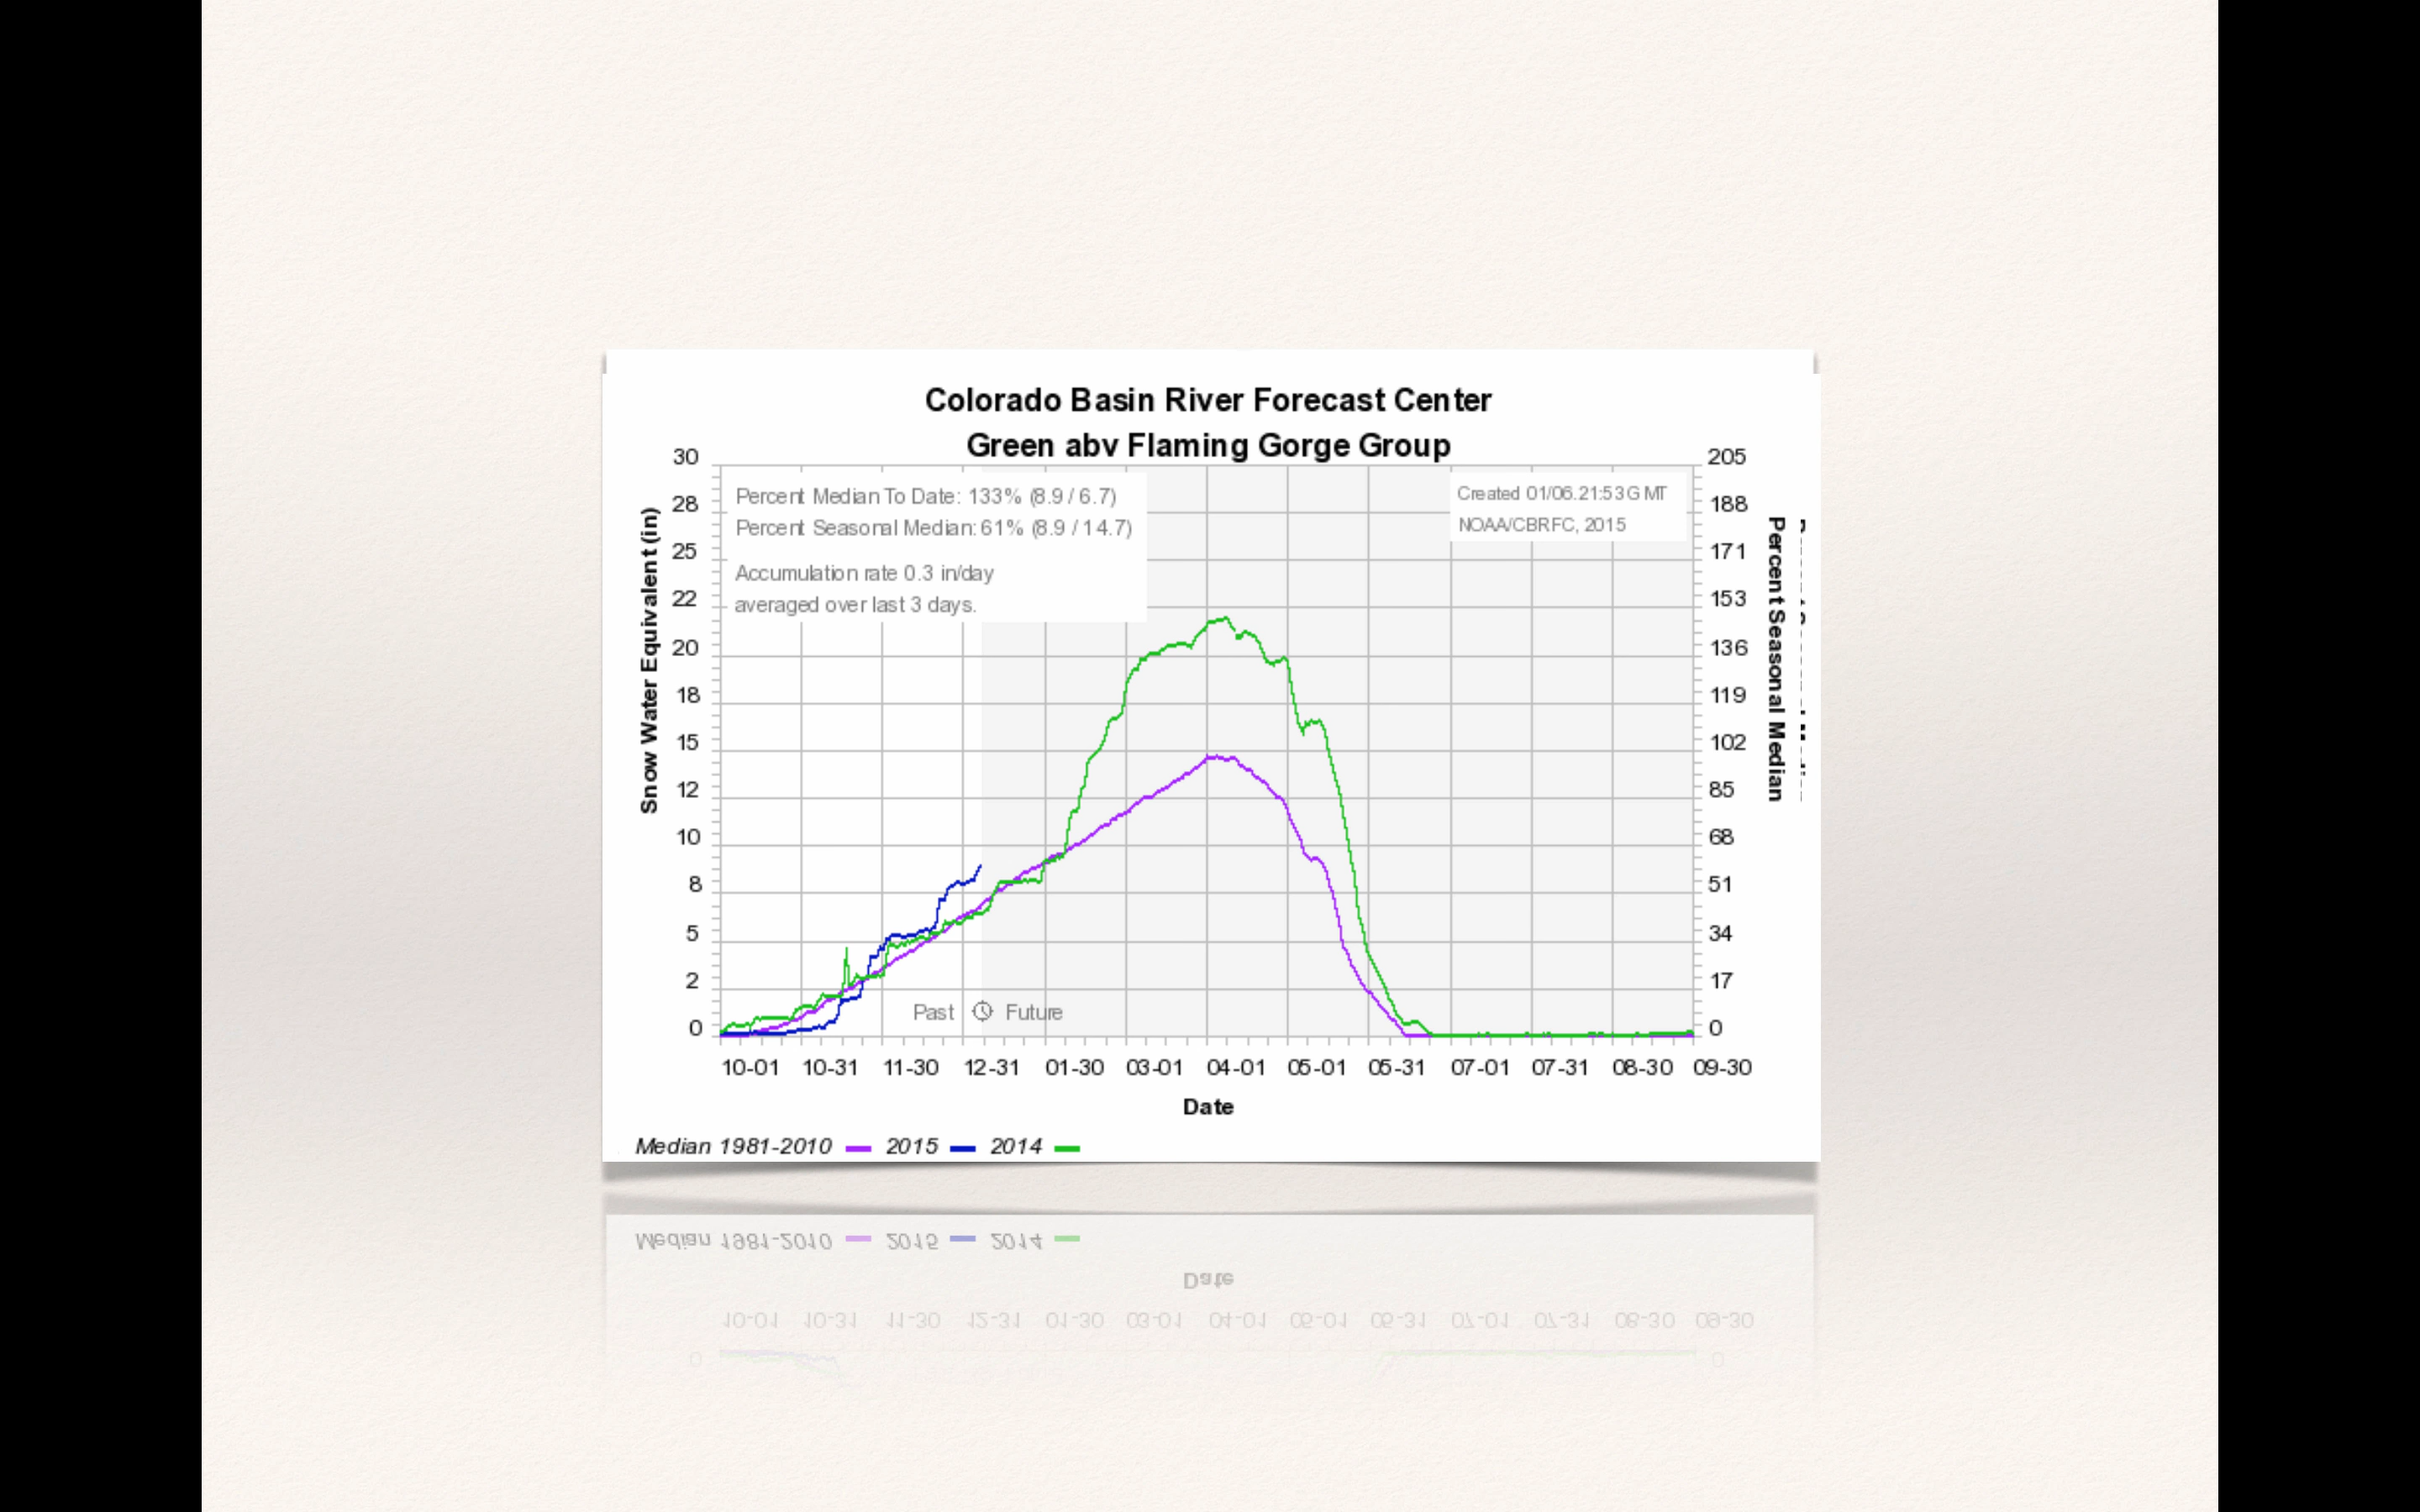 Colorado Basin River Forecast Center
Green abv Flaming Gorge Group
Percent Median To Date: 133% (8.9 / 6.7)
Percent Seasonal Median: 61% (8.9 / 14.7)
Accumulation rate 0.3 in/day
averaged over last 3 days.
Created 01/06.21:53 GMT
NOAA/CBRFC, 2015
Snow Water Equivalent (in)
30
28
25
22
20
18
15
12
10
8
5
2
0
205
188
171
153
136
119
102
85
68
51
34
17
0
Percent Seasonal Median
Past Future
10-01 10-31 11-30 12-31 01-30 03-01 04-01 05-01 05-31 07-01 07-31 08-30 09-30
Date
Median 1981-2010 2015 2014